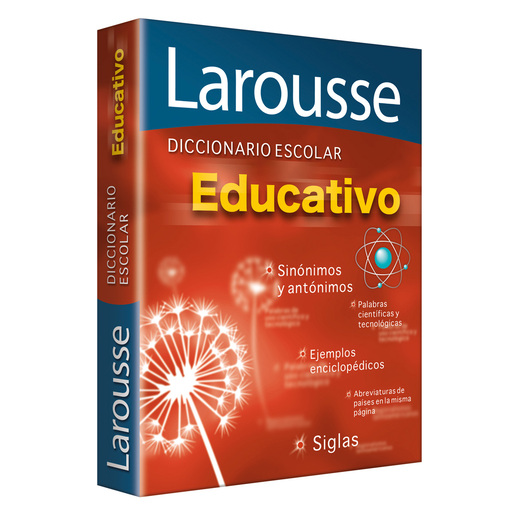 Larousse
DICCIONARIO ESCOLAR
Educativo
Sinónimos
y antónimos
Palabras
científicas y
tecnológicas
Ejemplos
enciclopédicos
Abreviaturas de
países en la misma
página
Siglas
Educativo
DICCIONARIO
ESCOLAR
Larousse